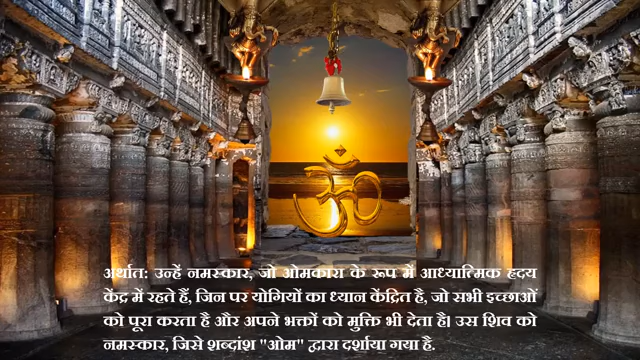 अर्थात: उन्हें नमस्कार, जो ओमकारा के रूप में आध्यात्मिक हृदय
केंद्र में रहते हैं, जिन पर योगियों का ध्यान केंद्रित है, जो सभी इच्छाओं
को पूरा करता है और अपने भक्तों को मुक्ति भी देता है। उस शिव को
नमस्कार, जिसे शब्दांश "ओम" द्वारा दर्शाया गया है.